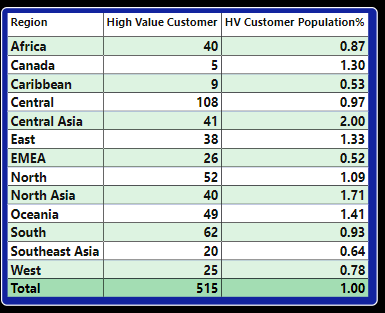 Region High Value Customer HV Customer Population%
Africa 40 0.87
Canada 5 1.30
Caribbean 9 0.53
Central 108 0.97
Central Asia 41 2.00
East 38 1.33
EMEA 26 0.52
North 52 1.09
North Asia 40 1.71
Oceania 49 1.41
South 62 0.93
Southeast Asia 20 0.64
West 25 0.78
Total 515 1.00